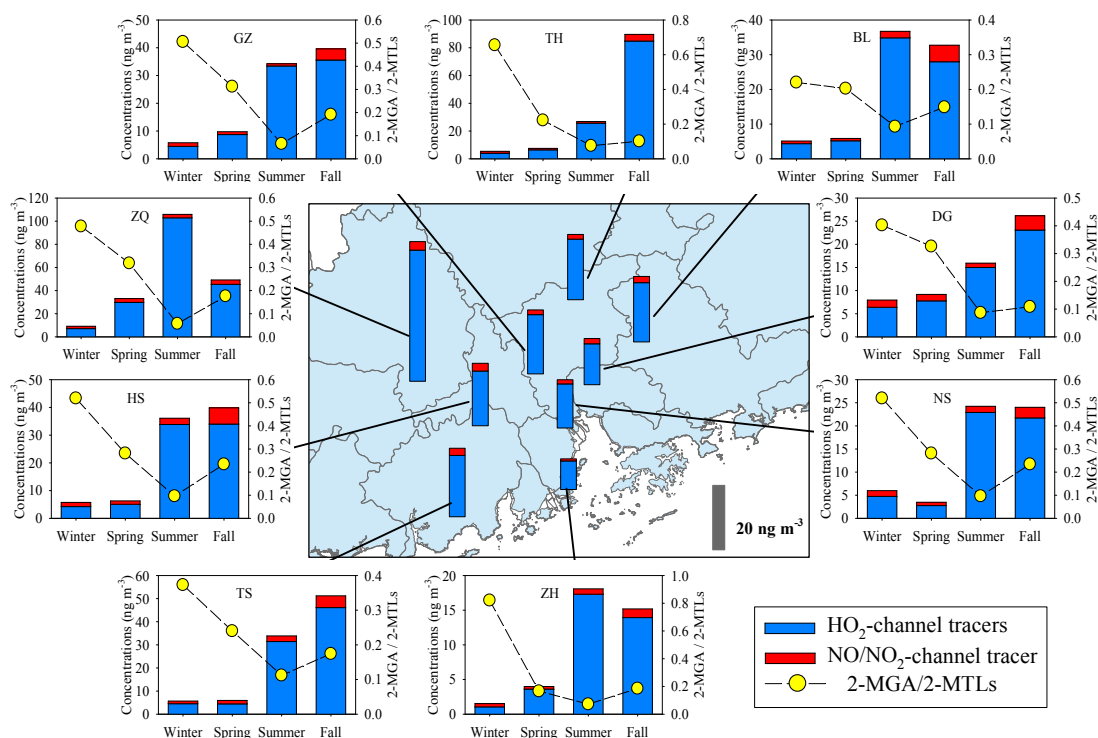 GZ
Concentrations (ng m-3)
50
40
30
20
10
0
0.6
0.5
0.4
0.3
0.2
0.1
0.0
2-MGA / 2-MTLs
Winter Spring Summer Fall
TH
Concentrations (ng m-3)
100
80
60
40
20
0
0.8
0.6
0.4
0.2
0.0
2-MGA / 2-MTLs
Winter Spring Summer Fall
BL
Concentrations (ng m-3)
40
30
20
10
0
0.4
0.3
0.2
0.1
0.0
2-MGA / 2-MTLs
Winter Spring Summer Fall
ZQ
Concentrations (ng m-3)
120
100
80
60
40
20
0
0.6
0.5
0.4
0.3
0.2
0.1
0.0
2-MGA / 2-MTLs
Winter Spring Summer Fall
DG
Concentrations (ng m-3)
30
25
20
15
10
5
0
0.5
0.4
0.3
0.2
0.1
0.0
2-MGA / 2-MTLs
Winter Spring Summer Fall
HS
Concentrations (ng m-3)
50
40
30
20
10
0
0.6
0.5
0.4
0.3
0.2
0.1
0.0
2-MGA / 2-MTLs
Winter Spring Summer Fall
NS
Concentrations (ng m-3)
30
25
20
15
10
5
0
0.6
0.5
0.4
0.3
0.2
0.1
0.0
2-MGA / 2-MTLs
Winter Spring Summer Fall
20 ng m-3
TS
Concentrations (ng m-3)
60
50
40
30
20
10
0
0.4
0.3
0.2
0.1
0.0
2-MGA / 2-MTLs
Winter Spring Summer Fall
ZH
Concentrations (ng m-3)
20
15
10
5
0
1.0
0.8
0.6
0.4
0.2
0.0
2-MGA / 2-MTLs
Winter Spring Summer Fall
HO2-channel tracers
NO/NO2-channel tracer
2-MGA/2-MTLs